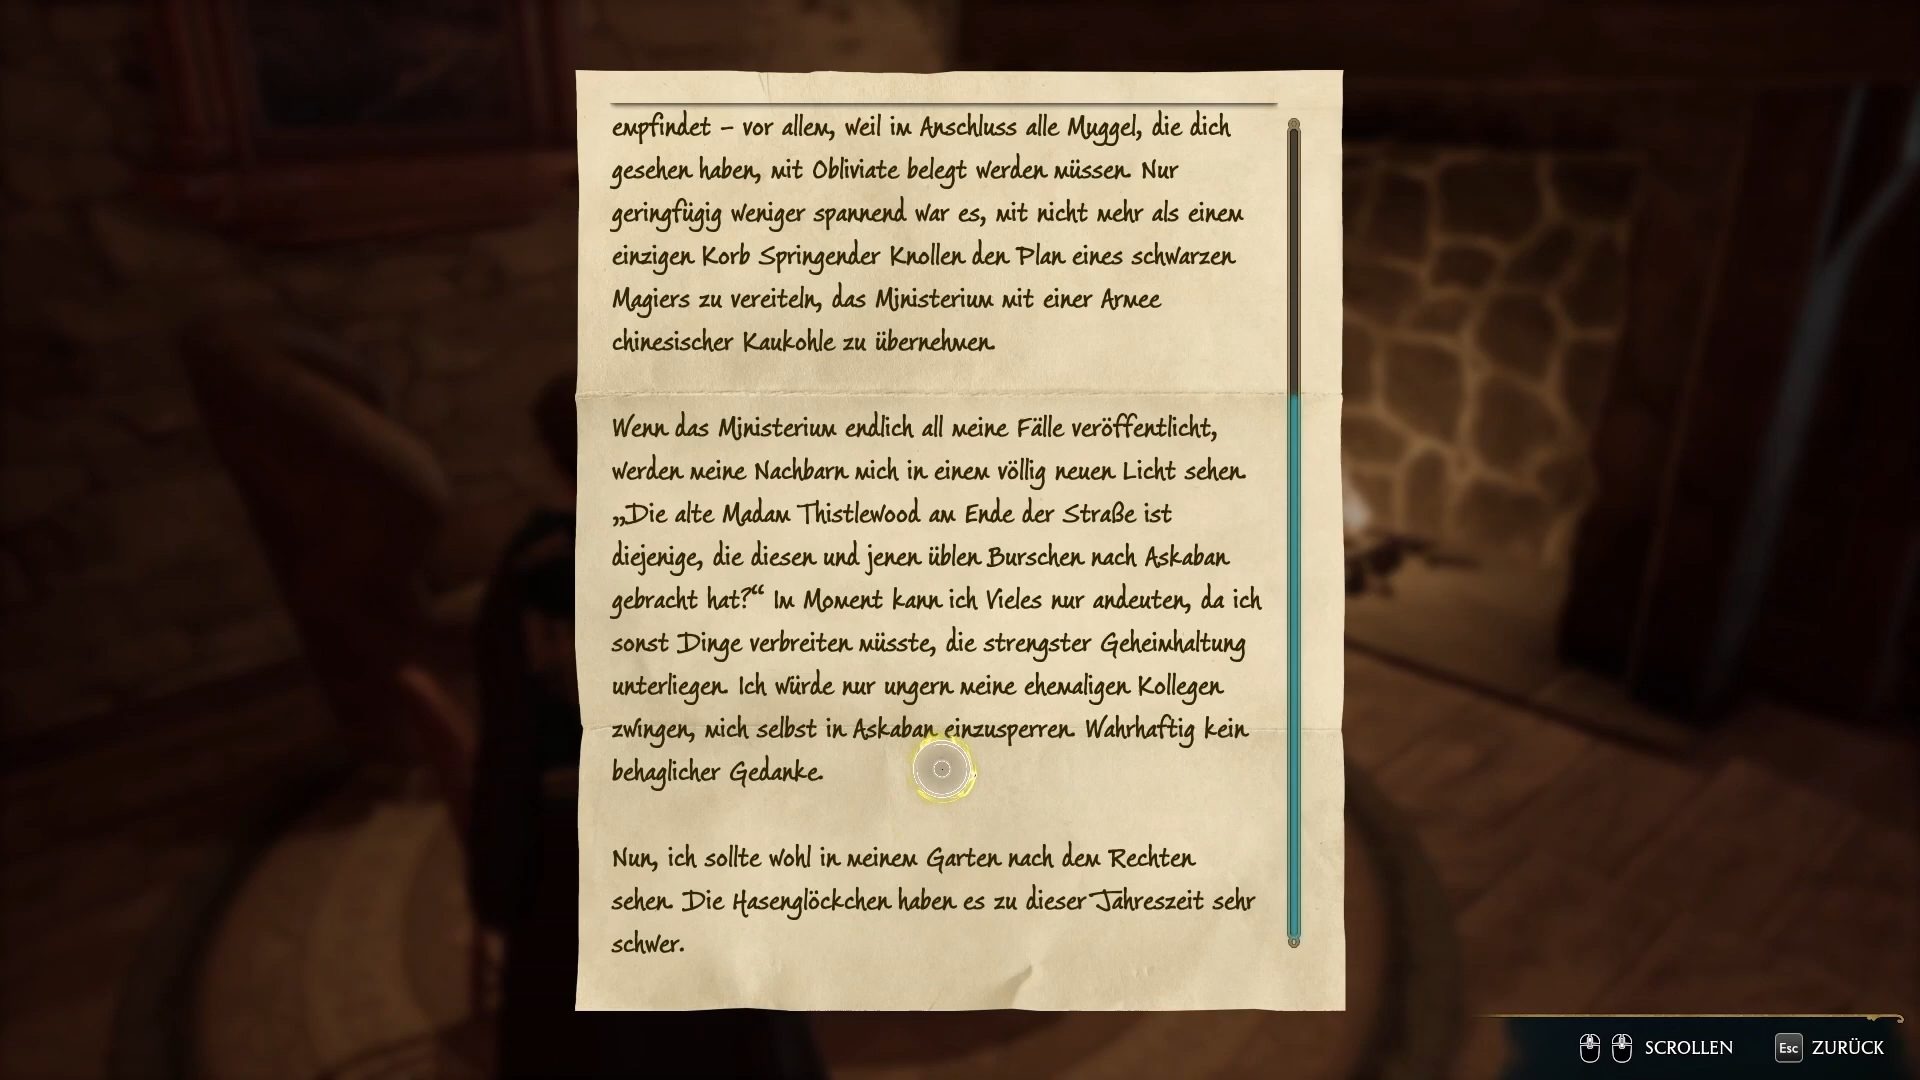 empfindet – vor allem, weil im Anschluss alle Muggel, die dich
gesehen haben, mit Obliviate belegt werden müssen. Nur
geringfügig weniger spannend war es, mit nicht mehr als einem
einzigen Korb Springender Knollen den Plan eines schwarzen
Magiers zu vereiteln, das Ministerium mit einer Armee
chinesischer Kaukohle zu übernehmen.
Wenn das Ministerium endlich all meine Fälle veröffentlicht,
werden meine Nachbarn mich in einem völlig neuen Licht sehen.
„Die alte Madam Thistlewood am Ende der Straße ist
diejenige, die diesen und jenen üblen Burschen nach Askaban
gebracht hat?“ Im Moment kann ich Vieles nur andeuten, da ich
sonst Dinge verbreiten müsste, die strengster Geheimhaltung
unterliegen. Ich würde nur ungern meine ehemaligen Kollegen
zwingen, mich selbst in Askaban einzusperren. Wahrhaftig kein
behaglicher Gedanke.
Nun, ich sollte wohl in meinem Garten nach dem Rechten
sehen. Die Hasenglöckchen haben es zu dieser Jahreszeit sehr
schwer.
SCROLLEN
Esc ZURÜCK